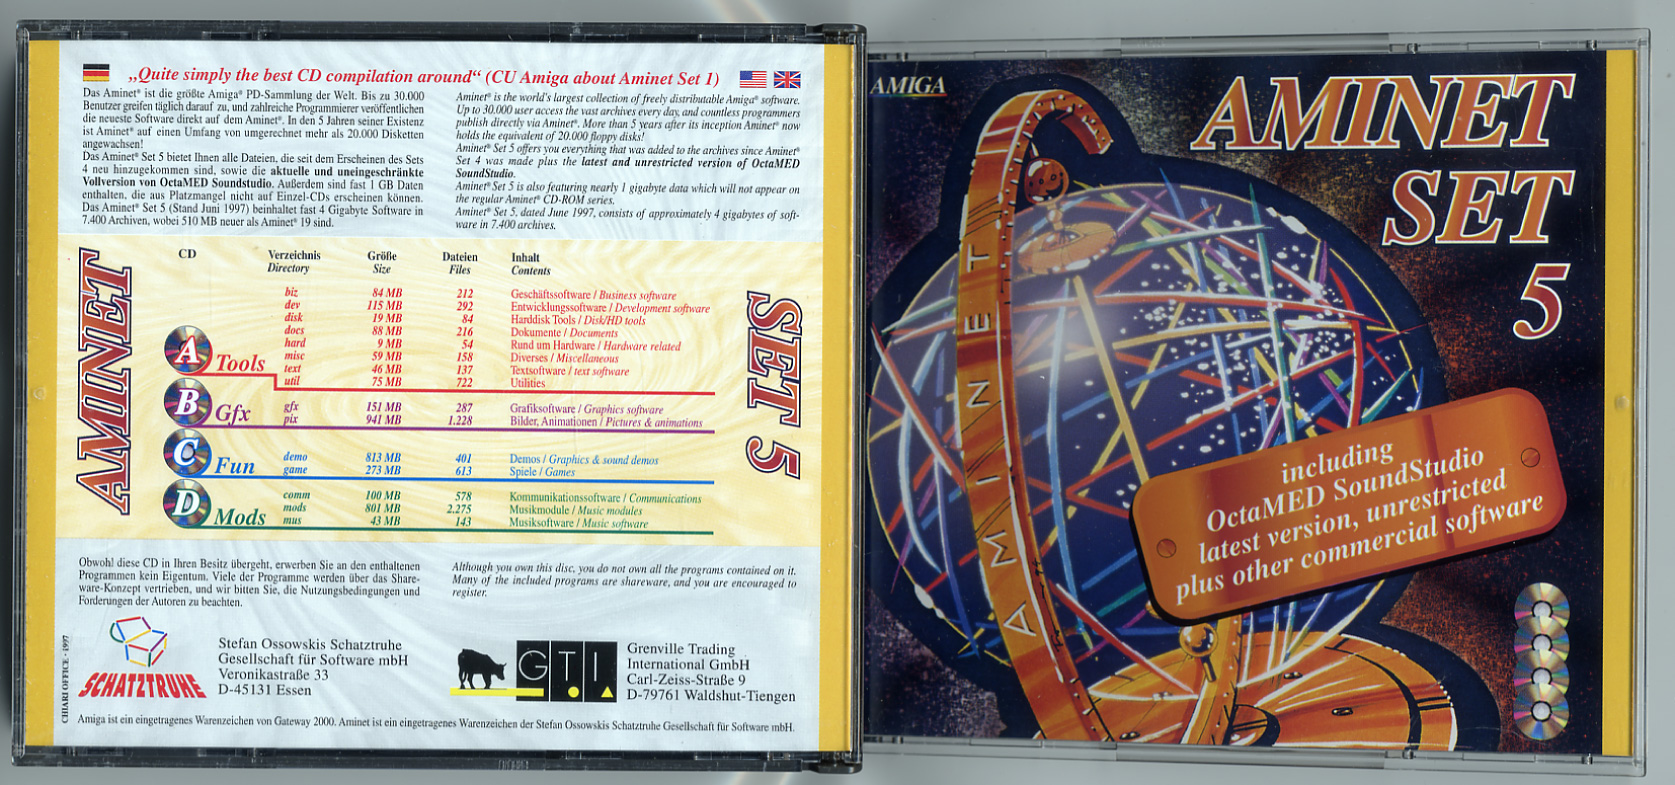 „Quite simply the best CD compilation around“ (CU Amiga about Aminet Set 1)
Das Aminet® ist die größte Amiga® PD-Sammlung der Welt. Bis zu 30.000
Benutzer greifen täglich darauf zu, und zahlreiche Programmierer veröffentlichen
die neueste Software direkt auf dem Aminet®. In den 5 Jahren seiner Existenz
ist Aminet® auf einen Umfang von umgerechnet mehr als 20.000 Disketten
angewachsen!
Das Aminet® Set 5 bietet Ihnen alle Dateien, die seit dem Erscheinen des Sets
4 neu hinzugekommen sind, sowie die aktuelle und uneingeschränkte
Vollversion von OctaMED Soundstudio. Außerdem sind fast 1 GB Daten
enthalten, die aus Platzmangel nicht auf Einzel-CDs erscheinen können.
Das Aminet® Set 5 (Stand Juni 1997) beinhaltet fast 4 Gigabyte Software in
7.400 Archiven, wobei 510 MB neuer als Aminet® 19 sind.
Aminet® is the world's largest collection of freely distributable Amiga® software.
Up to 30.000 user access the vast archives every day, and countless programmers
publish directly via Aminet®. More than 5 years after its inception Aminet® now
holds the equivalent of 20.000 floppy disks!
Aminet® Set 5 offers you everything that was added to the archives since Aminet®
Set 4 was made plus the latest and unrestricted version of OctaMED
SoundStudio.
Aminet® Set 5 is also featuring nearly 1 gigabyte data which will not appear on
the regular Aminet® CD-ROM series.
Aminet® Set 5, dated June 1997, consists of approximately 4 gigabytes of soft-
ware in 7.400 archives.
AMINET
CD Verzeichnis Größe Dateien Inhalt
Directory Size Files Contents
biz 84 MB 212 Geschäftssoftware / Business software
dev 115 MB 292 Entwicklungssoftware / Development software
disk 19 MB 84 Harddisk Tools / Disk/HD tools
docs 88 MB 216 Dokumente / Documents
hard 9 MB 54 Rund um Hardware / Hardware related
misc 59 MB 158 Diverses / Miscellaneous
A Tools text 46 MB 137 Textsoftware / text software
util 75 MB 722 Utilities
B Gfx gfx 151 MB 287 Grafiksoftware / Graphics software
pix 941 MB 1.228 Bilder, Animationen / Pictures & animations
C Fun demo 813 MB 401 Demos / Graphics & sound demos
game 273 MB 613 Spiele / Games
D Mods comm 100 MB 578 Kommunikationssoftware / Communications
mods 801 MB 2.275 Musikmodule / Music modules
mus 43 MB 143 Musiksoftware / Music software
SET 5
Obwohl diese CD in Ihren Besitz übergeht, erwerben Sie an den enthaltenen
Programmen kein Eigentum. Viele der Programme werden über das Share-
ware-Konzept vertrieben, und wir bitten Sie, die Nutzungsbedingungen und
Forderungen der Autoren zu beachten.
Although you own this disc, you do not own all the programs contained on it.
Many of the included programs are shareware, and you are encouraged to
register.
CHIARI OFFICE · 1997
SCHATZTRUHE
Stefan Ossowskis Schatztruhe
Gesellschaft für Software mbH
Veronikastraße 33
D-45131 Essen
GTI
Grenville Trading
International GmbH
Carl-Zeiss-Straße 9
D-79761 Waldshut-Tiengen
Amiga ist ein eingetragenes Warenzeichen von Gateway 2000. Aminet ist ein eingetragenes Warenzeichen der Stefan Ossowskis Schatztruhe Gesellschaft für Software mbH.
AMIGA
AMINET
SET
5
AMINET
including
OctaMED SoundStudio
latest version, unrestricted
plus other commercial software